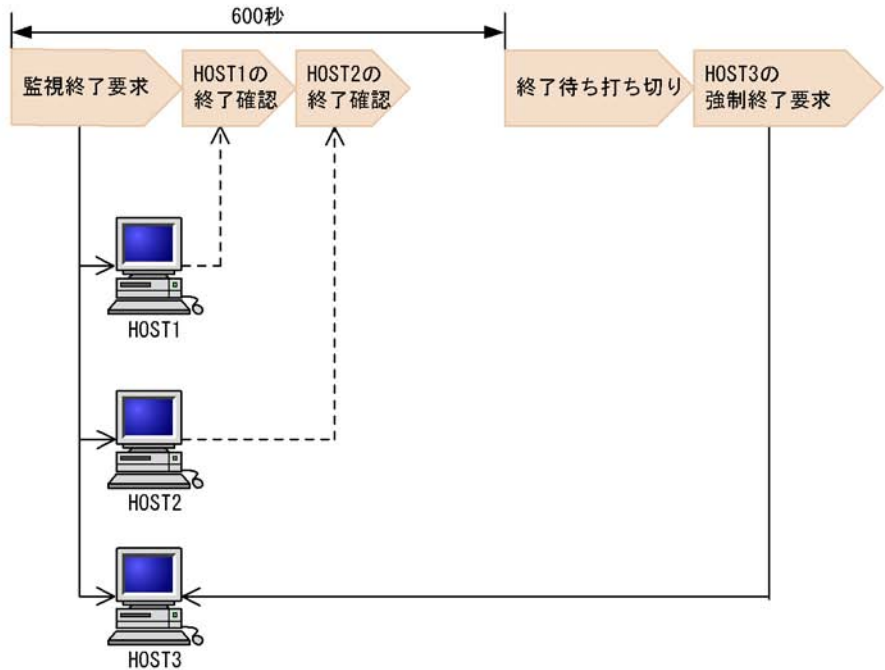 600秒
監視終了要求
HOST1の
終了確認
HOST2の
終了確認
終了待ち打ち切り
HOST3の
強制終了要求
HOST1
HOST2
HOST3